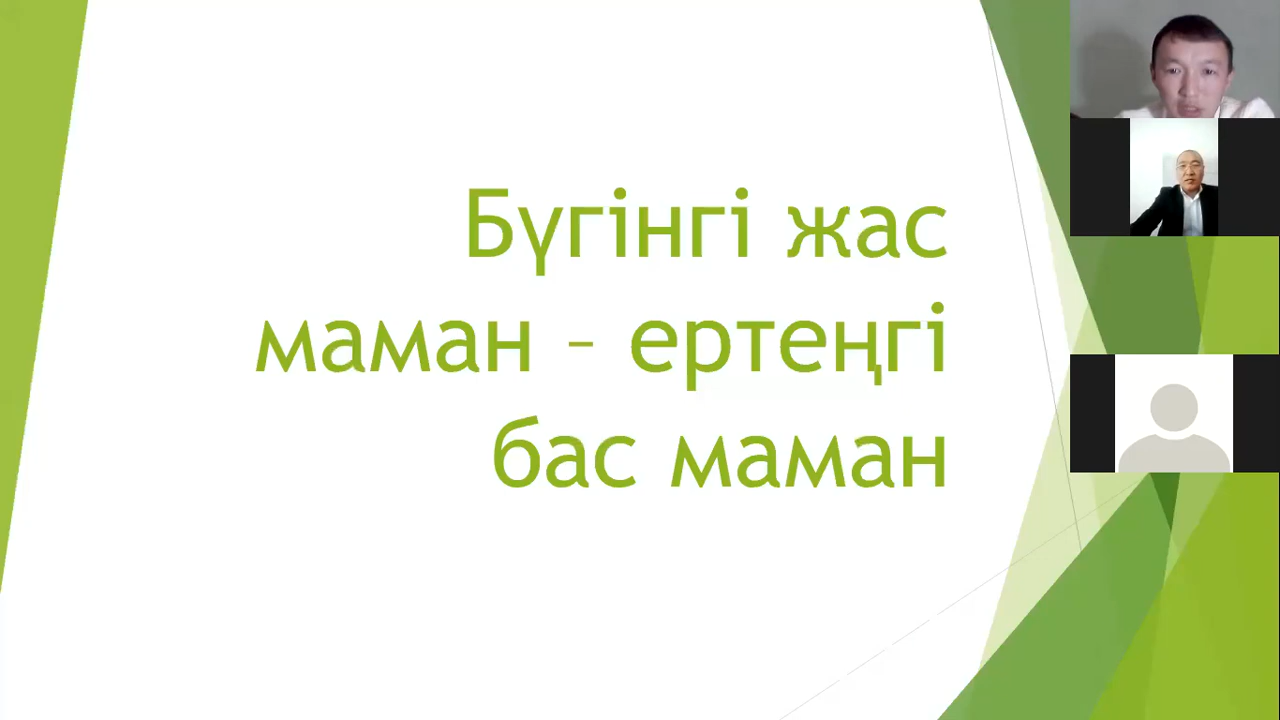 Бүгінгі жас
маман – ертеңгі
бас маман